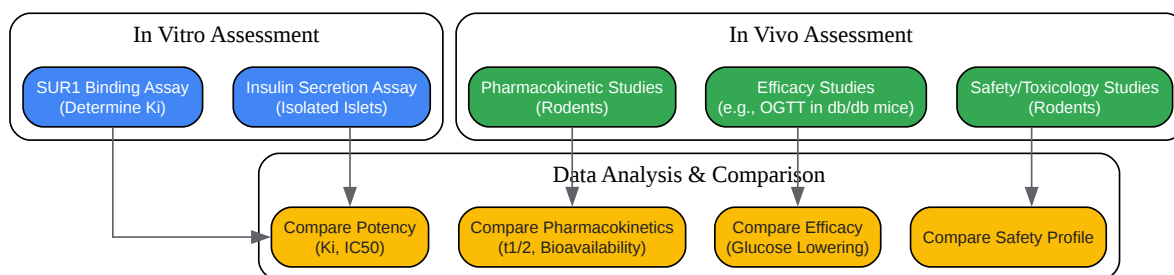 In Vitro Assessment
In Vivo Assessment
SUR1 Binding Assay
(Determine Ki)
Insulin Secretion Assay
(Isolated Islets)
Pharmacokinetic Studies
(Rodents)
Efficacy Studies
(e.g., OGTT in db/db mice)
Safety/Toxicology Studies
(Rodents)
Data Analysis & Comparison
Compare Potency
(Ki, IC50)
Compare Pharmacokinetics
(t1/2, Bioavailability)
Compare Efficacy
(Glucose Lowering)
Compare Safety Profile